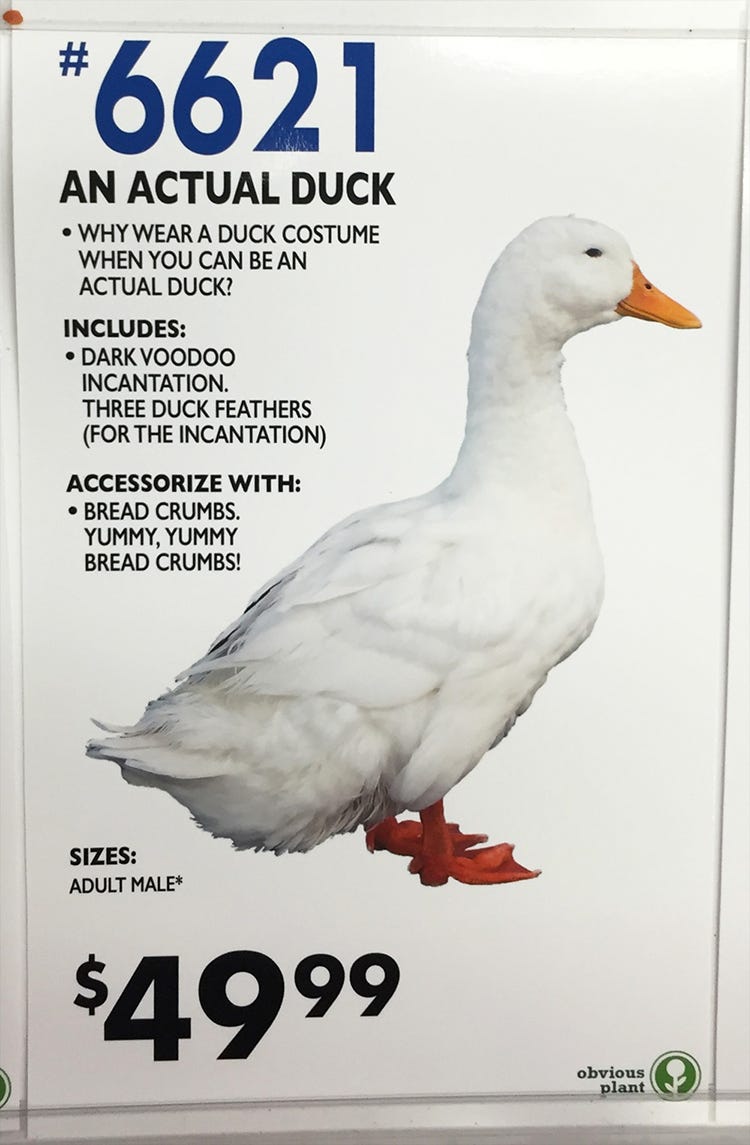 #6621
AN ACTUAL DUCK
• WHY WEAR A DUCK COSTUME
WHEN YOU CAN BE AN
ACTUAL DUCK?
INCLUDES:
• DARK VOODOO
INCANTATION.
THREE DUCK FEATHERS
(FOR THE INCANTATION)
ACCESSORIZE WITH:
• BREAD CRUMBS.
YUMMY, YUMMY
BREAD CRUMBS!
SIZES:
ADULT MALE*
$49.99
obvious
plant